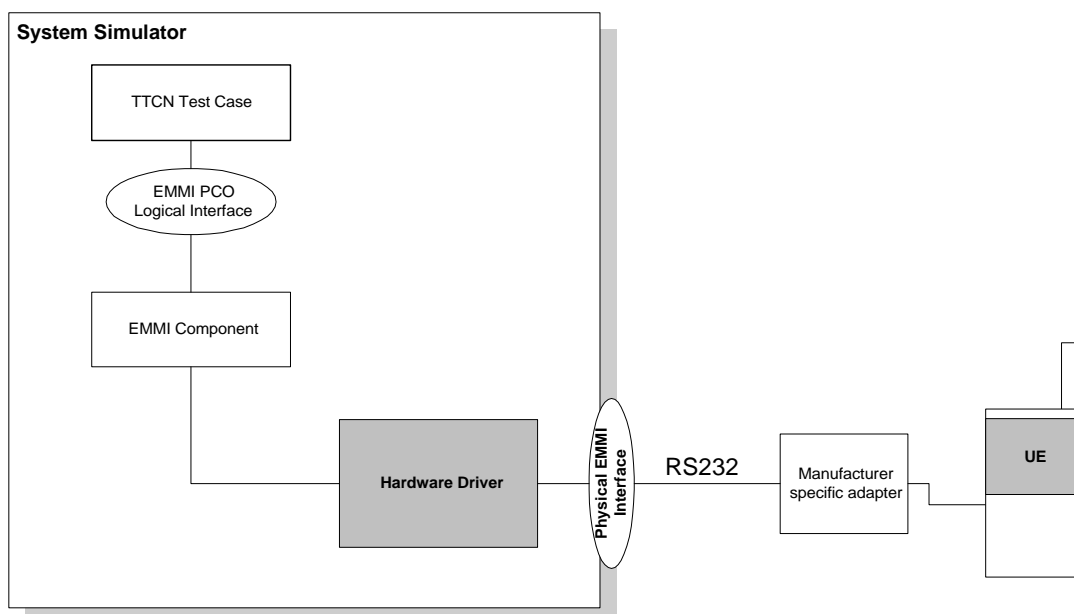 System Simulator
TTCN Test Case
EMMI PCO
Logical Interface
EMMI Component
Hardware Driver
Physical EMMI
Interface
RS232
Manufacturer
specific adapter
UE